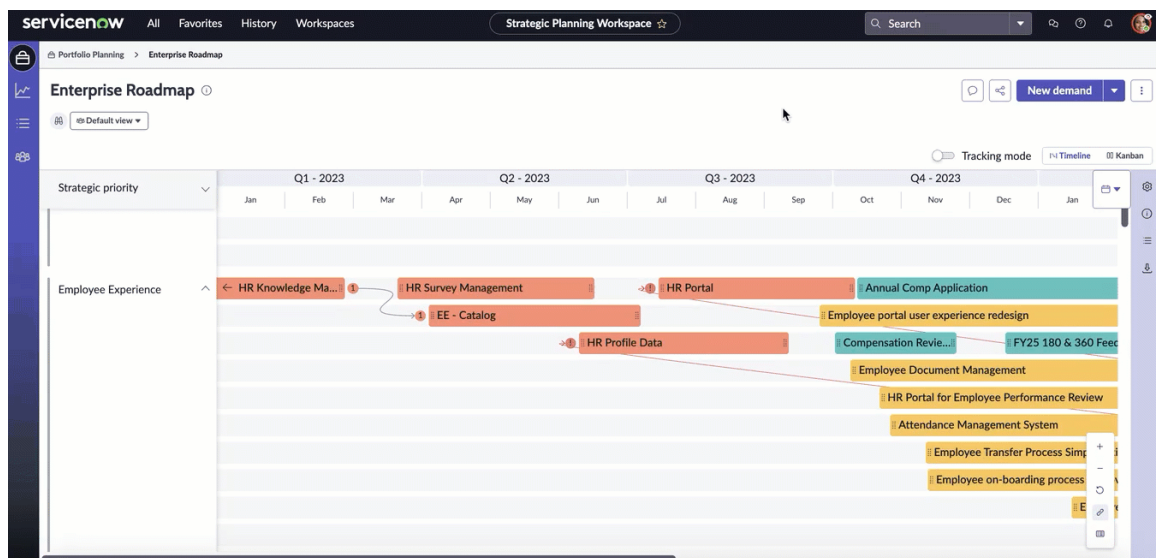 servicenow All Favorites History Workspaces Strategic Planning Workspace Search
Portfolio Planning > Enterprise Roadmap
Enterprise Roadmap New demand
Default view
Tracking mode Timeline Kanban
Strategic priority
Q1 - 2023 Q2 - 2023 Q3 - 2023 Q4 - 2023
Jan Feb Mar Apr May Jun Jul Aug Sep Oct Nov Dec Jan
Employee Experience
HR Knowledge Ma... 1 HR Survey Management ! HR Portal Annual Comp Application
1 EE - Catalog Employee portal user experience redesign
! HR Profile Data Compensation Revie... FY25 180 & 360 Feed
Employee Document Management
HR Portal for Employee Performance Review
Attendance Management System
Employee Transfer Process Simp
Employee on-boarding process